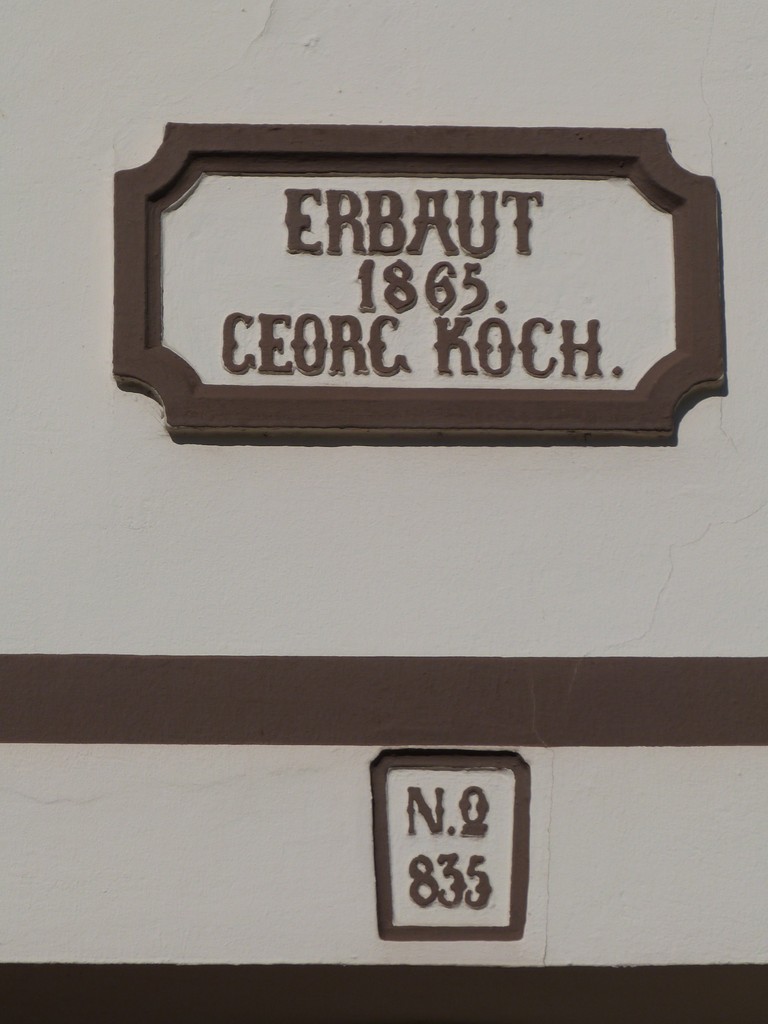 ERBAUT
1865.
GEORG KOCH.
N.º
835